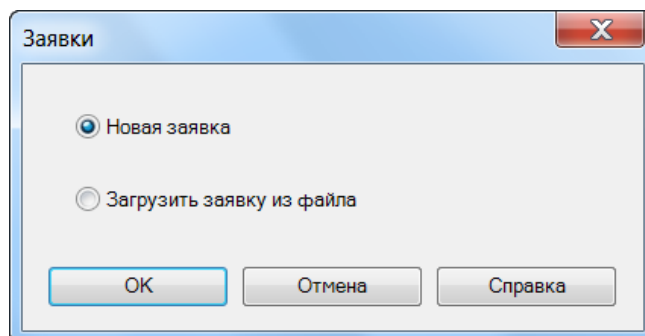 Заявки
Новая заявка
Загрузить заявку из файла
OK Отмена Справка